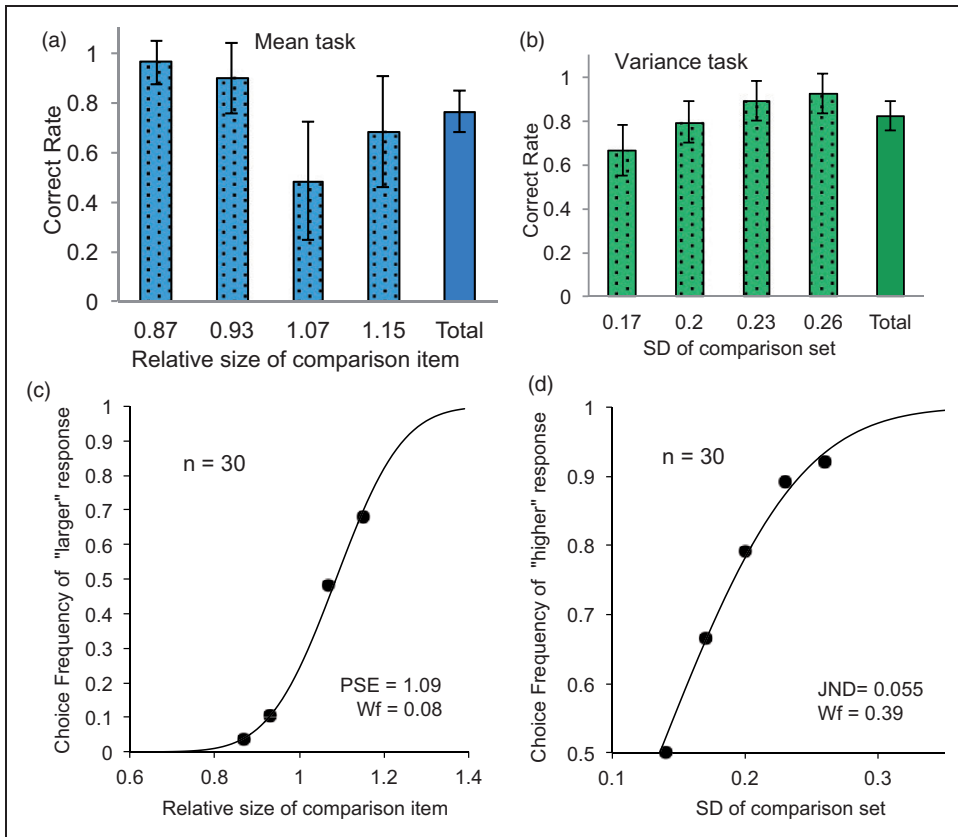 (a)
Mean task
Correct Rate
1
0.8
0.6
0.4
0.2
0
0.87 0.93 1.07 1.15 Total
Relative size of comparison item
(b)
Variance task
Correct Rate
1
0.8
0.6
0.4
0.2
0
0.17 0.2 0.23 0.26 Total
SD of comparison set
(c)
Choice Frequency of "larger" response
1
0.9
0.8
0.7
0.6
0.5
0.4
0.3
0.2
0.1
0
n = 30
PSE = 1.09
Wf = 0.08
0.6 0.8 1 1.2 1.4
Relative size of comparison item
(d)
Choice Frequency of "higher" response
1
0.9
0.8
0.7
0.6
0.5
n = 30
JND= 0.055
Wf = 0.39
0.1 0.2 0.3
SD of comparison set